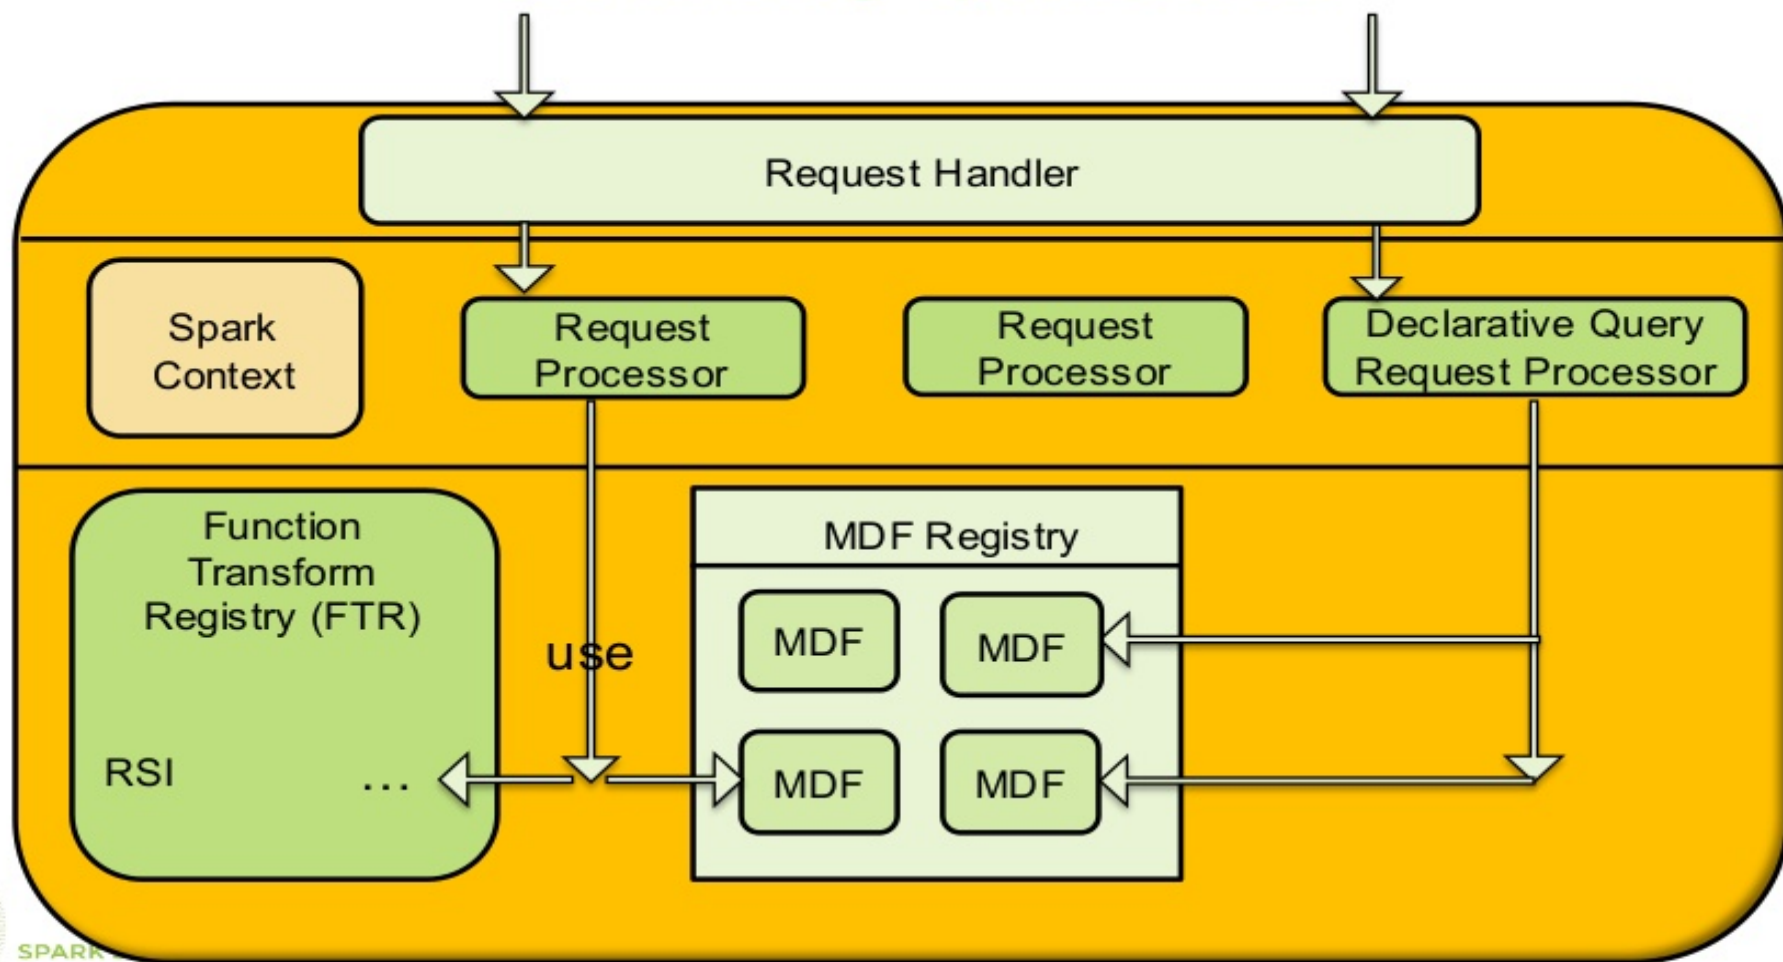 Request Handler
Spark
Context
Request
Processor
Request
Processor
Declarative Query
Request Processor
Function
Transform
Registry (FTR)
RSI
...
use
MDF Registry
MDF
MDF
MDF
MDF
SPARK